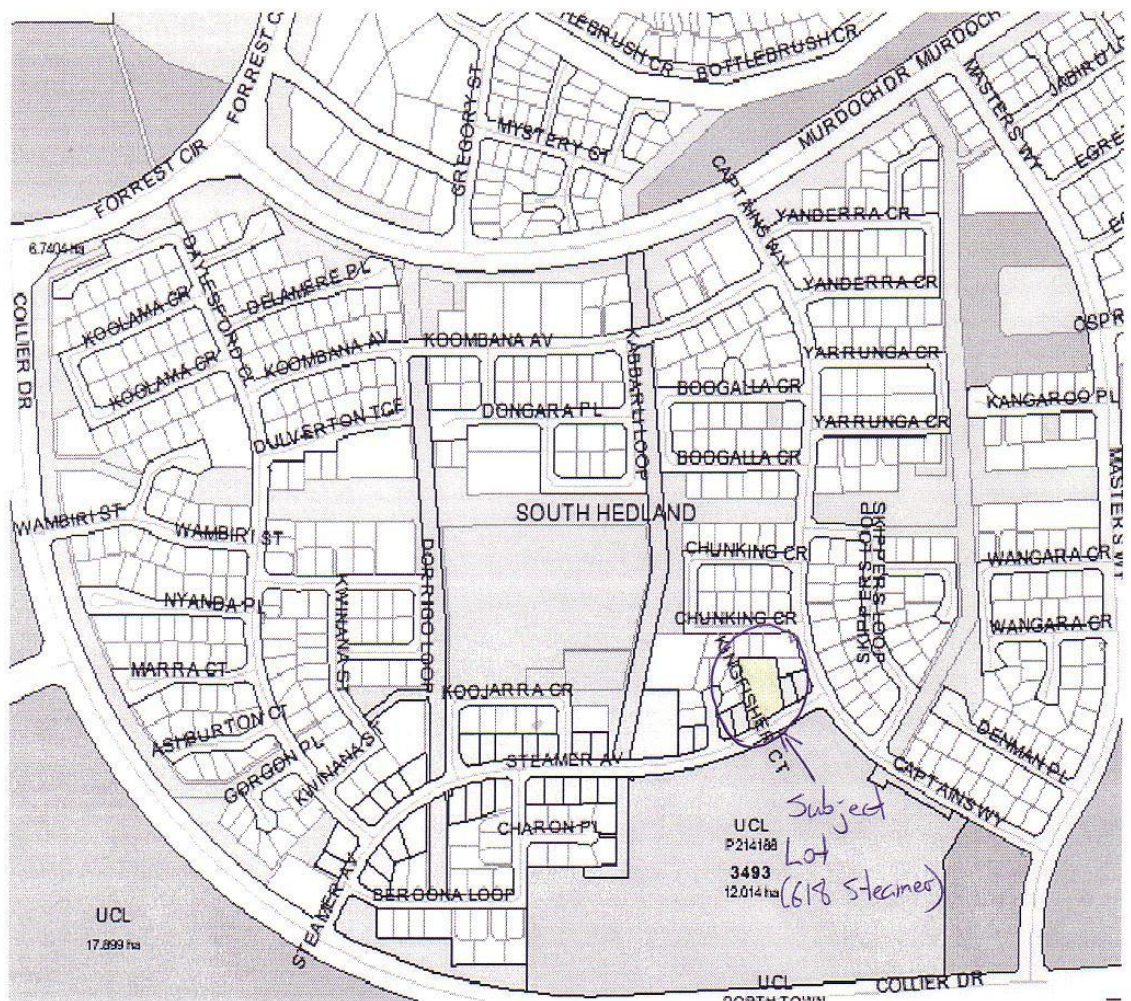 BOTTLEBRUSH CR
MURDOCH DR
MURDOCH
FORREST CIR
GREGORY ST
MYSTERY CT
MASTERS WY
JABIRU
CAPTAINS WY
FORREST CIR
YANDERRA CR
6.7404 ha
DAYLESFORD CL
DELAMERE PL
YANDERRA CR
KOOLAMA CR
COLLIER DR
KOOMBANA AV
KOOMBANA AV
KABBARLI LOOP
YARRUNGA CR
KOOLAMA CR
BOOGALLA CR
KANGAROO PL
DULVERTON TCE
DONGARA PL
YARRUNGA CR
BOOGALLA CR
MASTERS WY
WAMBIRI ST
SOUTH HEDLAND
WAMBIRI ST
DORRIGO LOOP
CHUNKING CR
SKIPPERS LOOP
SKIPPERS LOOP
WANGARA CR
NYANDA PL
KWINANA ST
CHUNKING CR
WANGARA CR
MARRA CT
KINGFISHER CT
KOOJARRA CR
ASHBURTON CT
DENMAN PL
GORGON PL
KWINANA ST
STEAMER AV
CAPTAINS WY
Subject
Lot
(618 Steamer)
CHARON PL
UCL
P214188
3493
12.014 ha
BEROONA LOOP
STEAMER AV
UCL
17.899 ha
UCL
COLLIER DR